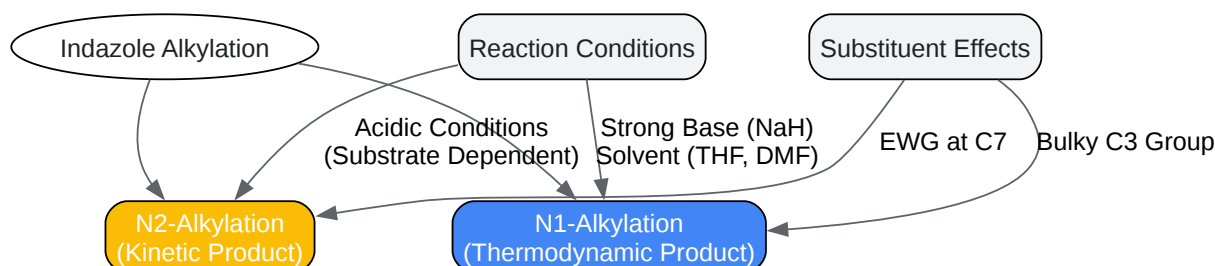 Indazole Alkylation
Reaction Conditions
Substituent Effects
Acidic Conditions
(Substrate Dependent)
Strong Base (NaH)
Solvent (THF, DMF)
EWG at C7
Bulky C3 Group
N2-Alkylation
(Kinetic Product)
N1-Alkylation
(Thermodynamic Product)